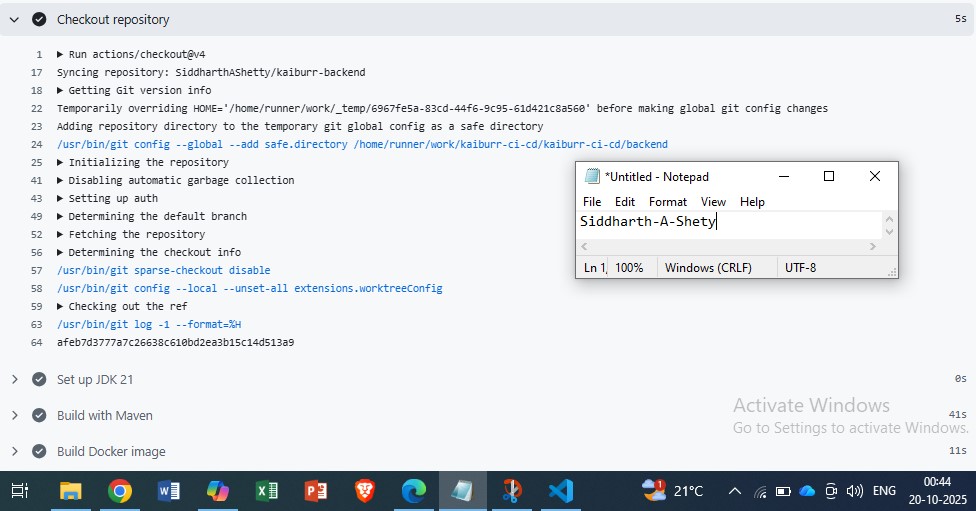 Checkout repository 5s
1 ▶ Run actions/checkout@v4
17 Syncing repository: SiddharthAShetty/kaiburr-backend
18 ▶ Getting Git version info
22 Temporarily overriding HOME='/home/runner/work/_temp/6967fe5a-83cd-44f6-9c95-61d421c8a560' before making global git config changes
23 Adding repository directory to the temporary git global config as a safe directory
24 /usr/bin/git config --global --add safe.directory /home/runner/work/kaiburr-ci-cd/kaiburr-ci-cd/backend
25 ▶ Initializing the repository
41 ▶ Disabling automatic garbage collection
43 ▶ Setting up auth
49 ▶ Determining the default branch
52 ▶ Fetching the repository
56 ▶ Determining the checkout info
57 /usr/bin/git sparse-checkout disable
58 /usr/bin/git config --local --unset-all extensions.worktreeConfig
59 ▶ Checking out the ref
63 /usr/bin/git log -1 --format=%H
64 afeb7d3777a7c26638c610bd2ea3b15c14d513a9
*Untitled - Notepad
File Edit Format View Help
Siddharth-A-Shety
Ln 1, 100% Windows (CRLF) UTF-8
Set up JDK 21 0s
Build with Maven 41s
Build Docker image 11s
Activate Windows
Go to Settings to activate Windows.
1 21°C ENG 00:44
20-10-2025